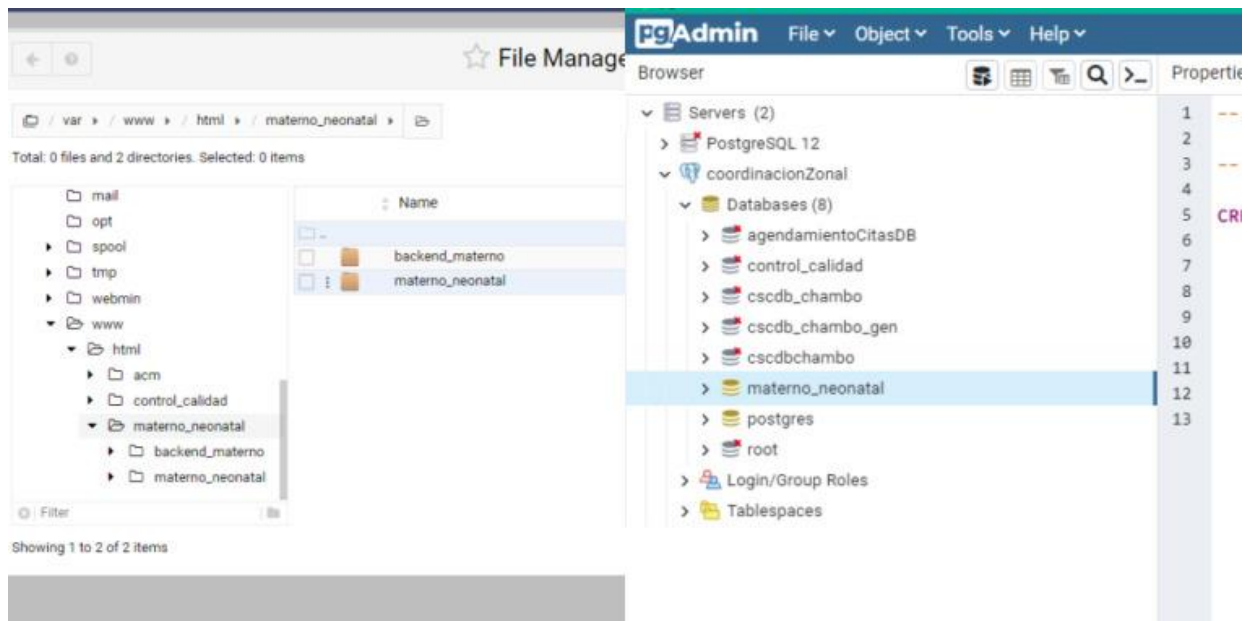 File Manage
/ var / www / html / materno_neonatal
Total: 0 files and 2 directories. Selected: 0 items
mail
opt
spool
tmp
webmin
www
html
acm
control_calidad
materno_neonatal
backend_materno
materno_neonatal
Filter
Name
..
backend_materno
materno_neonatal
Showing 1 to 2 of 2 items
pgAdmin File Object Tools Help
Browser
Propertie
Servers (2)
PostgreSQL 12
coordinacionZonal
Databases (8)
agendamientoCitasDB
control_calidad
cscdb_chambo
cscdb_chambo_gen
cscdbchambo
materno_neonatal
postgres
root
Login/Group Roles
Tablespaces
1 --
2
3 --
4
5 CR
6
7
8
9
10
11
12
13